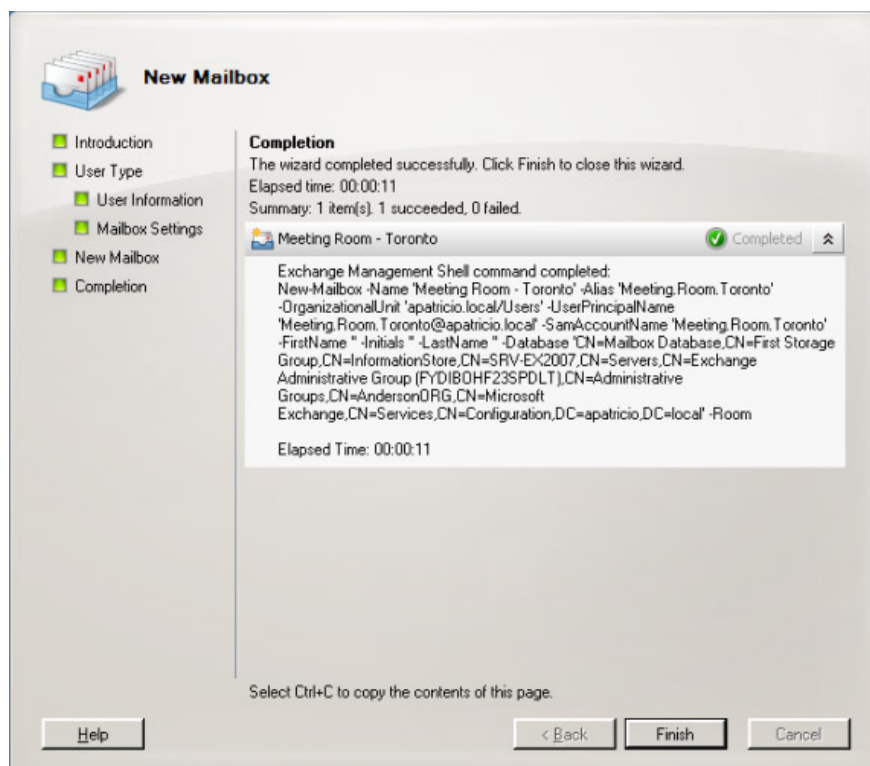 New Mailbox
Introduction
User Type
User Information
Mailbox Settings
New Mailbox
Completion
Completion
The wizard completed successfully. Click Finish to close this wizard.
Elapsed time: 00:00:11
Summary: 1 item(s). 1 succeeded, 0 failed.
Meeting Room - Toronto
Completed
Exchange Management Shell command completed:
New-Mailbox -Name 'Meeting Room - Toronto' -Alias 'Meeting.Room.Toronto'
-OrganizationalUnit 'apatricio.local/Users' -UserPrincipalName
'Meeting.Room.Toronto@apatricio.local' -SamAccountName 'Meeting.Room.Toronto'
-FirstName '' -Initials '' -LastName '' -Database 'CN=Mailbox Database,CN=First Storage
Group,CN=InformationStore,CN=SRV-EX2007,CN=Servers,CN=Exchange
Administrative Group (FYDIBOHF23SPDLT),CN=Administrative
Groups,CN=AndersonORG,CN=Microsoft
Exchange,CN=Services,CN=Configuration,DC=apatricio,DC=local' -Room
Elapsed Time: 00:00:11
Select Ctrl+C to copy the contents of this page.
Help
< Back
Finish
Cancel